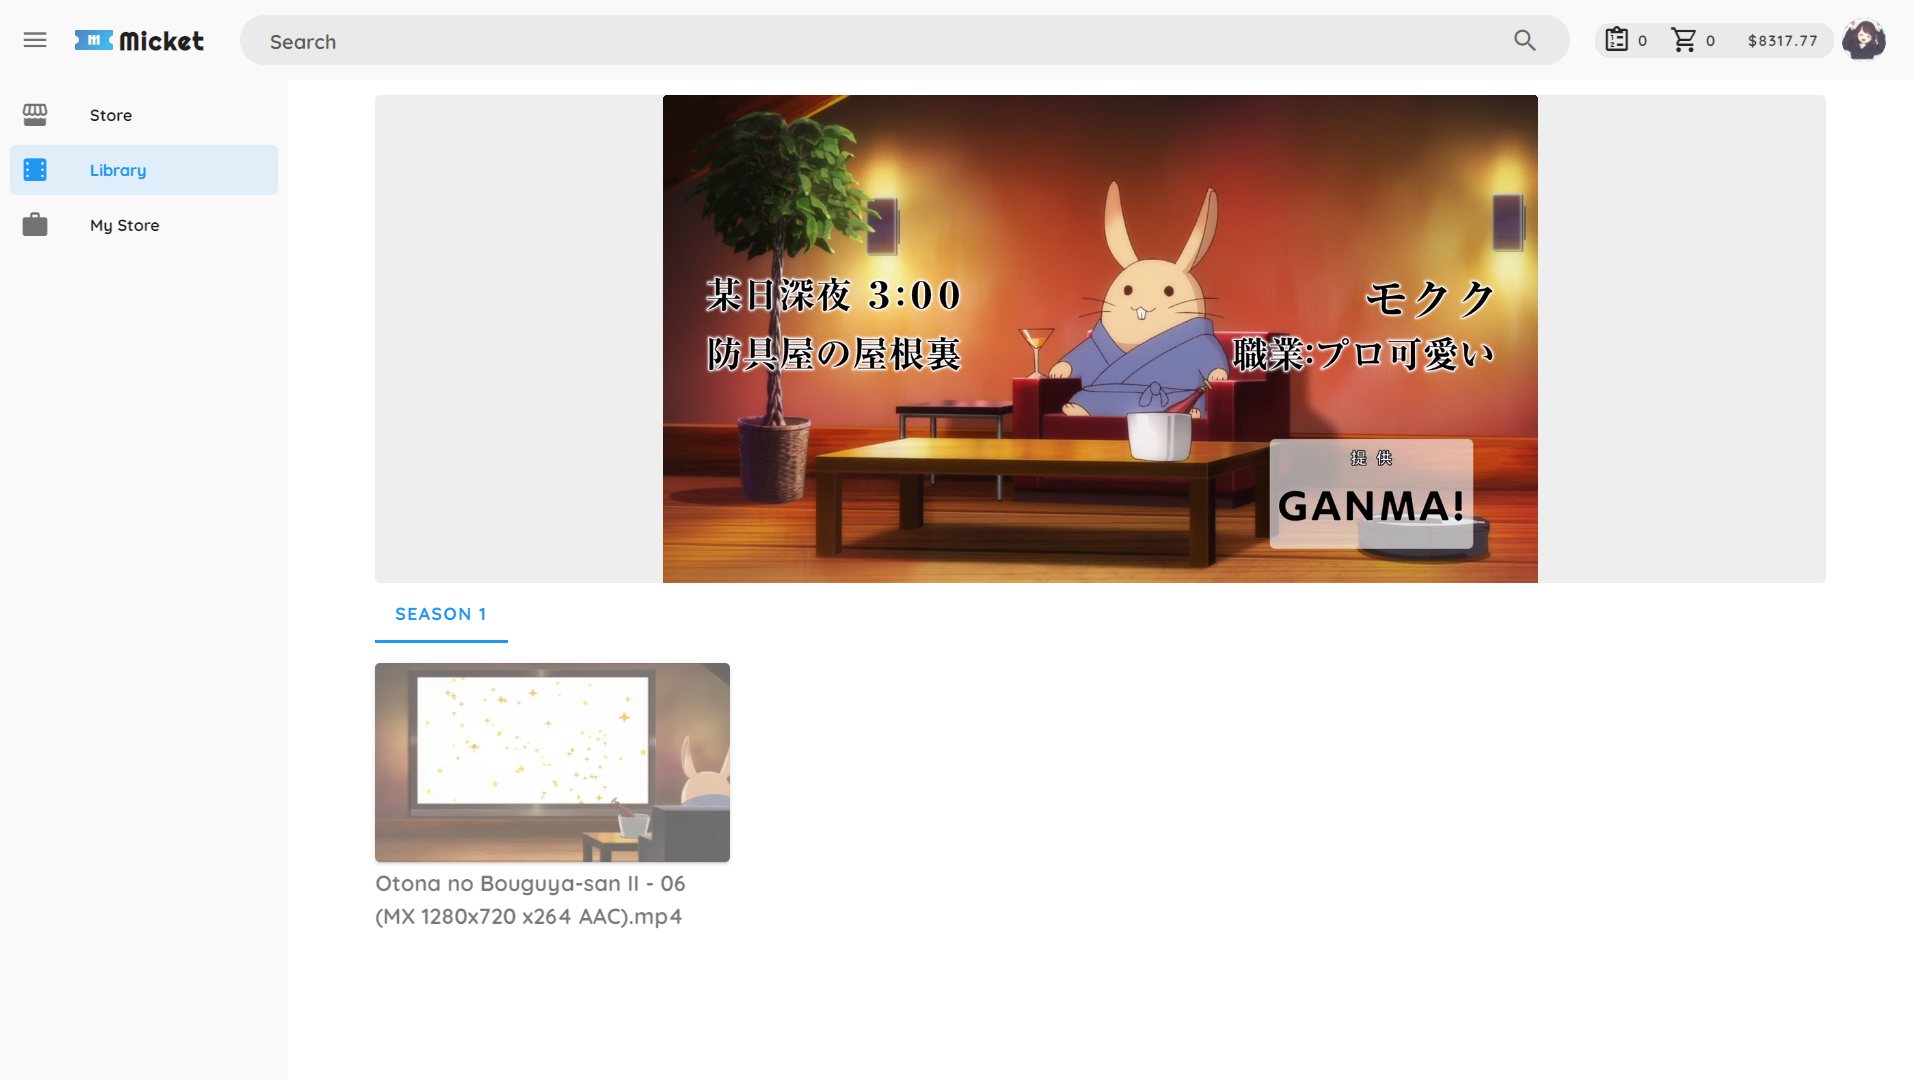 Micket
Search
0
0
$8317.77
Store
Library
My Store
某日深夜 3:00
防具屋の屋根裏
モクク
職業:プロ可愛い
提供
GANMA!
SEASON 1
Otona no Bouguya-san II - 06
(MX 1280x720 x264 AAC).mp4